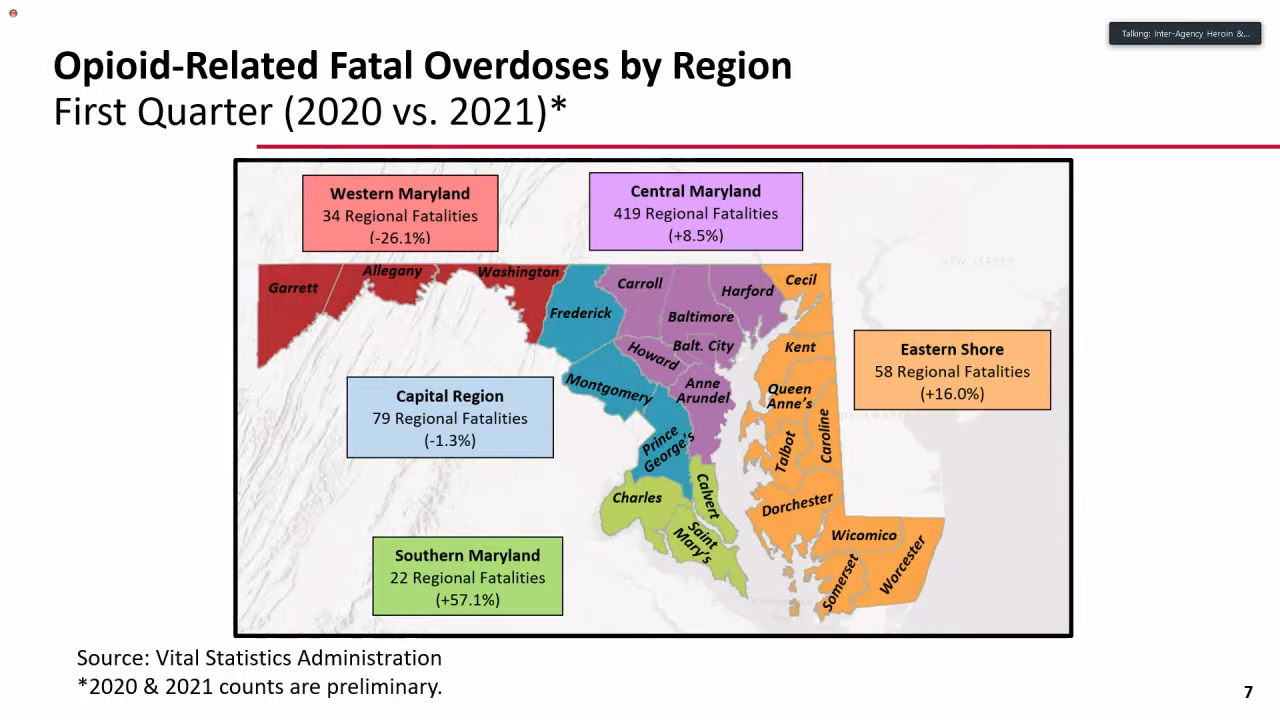 Talking: Inter-Agency Heroin &...
Opioid-Related Fatal Overdoses by Region
First Quarter (2020 vs. 2021)*
Western Maryland
34 Regional Fatalities
(-26.1%)
Central Maryland
419 Regional Fatalities
(+8.5%)
NEW JERSEY
Garrett
Allegany
Washington
Frederick
Carroll
Baltimore
Harford
Cecil
Howard
Balt. City
Kent
Montgomery
Anne
Arundel
Queen
Anne's
Prince
George's
Talbot
Caroline
Eastern Shore
58 Regional Fatalities
(+16.0%)
Capital Region
79 Regional Fatalities
(-1.3%)
Charles
Calvert
Saint
Mary's
Dorchester
Wicomico
Somerset
Worcester
Southern Maryland
22 Regional Fatalities
(+57.1%)
Source: Vital Statistics Administration
*2020 & 2021 counts are preliminary.
7